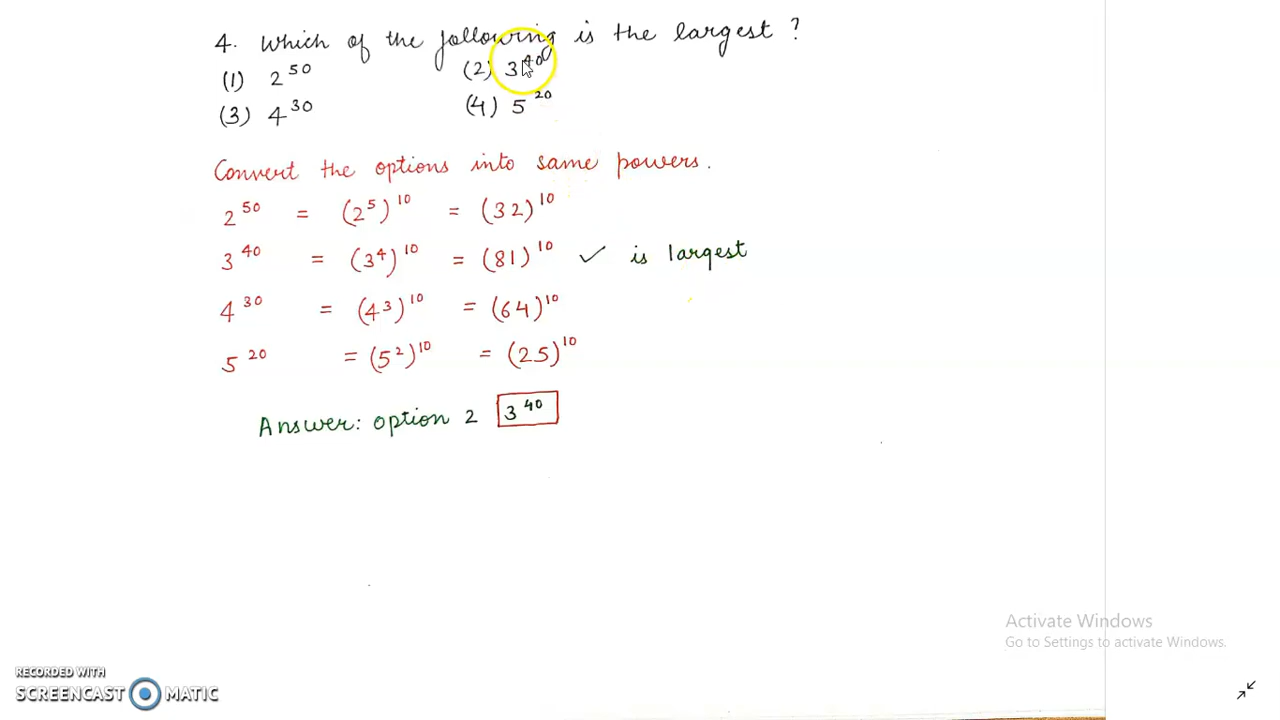 4. Which of the following is the largest ?
(1) 2^50 (2) 3^40
(3) 4^30 (4) 5^20
Convert the options into same powers.
2^50 = (2^5)^10 = (32)^10
3^40 = (3^4)^10 = (81)^10 ✓ is largest
4^30 = (4^3)^10 = (64)^10
5^20 = (5^2)^10 = (25)^10
Answer: option 2 3^40
Activate Windows
Go to Settings to activate Windows.
RECORDED WITH
SCREENCAST MATIC